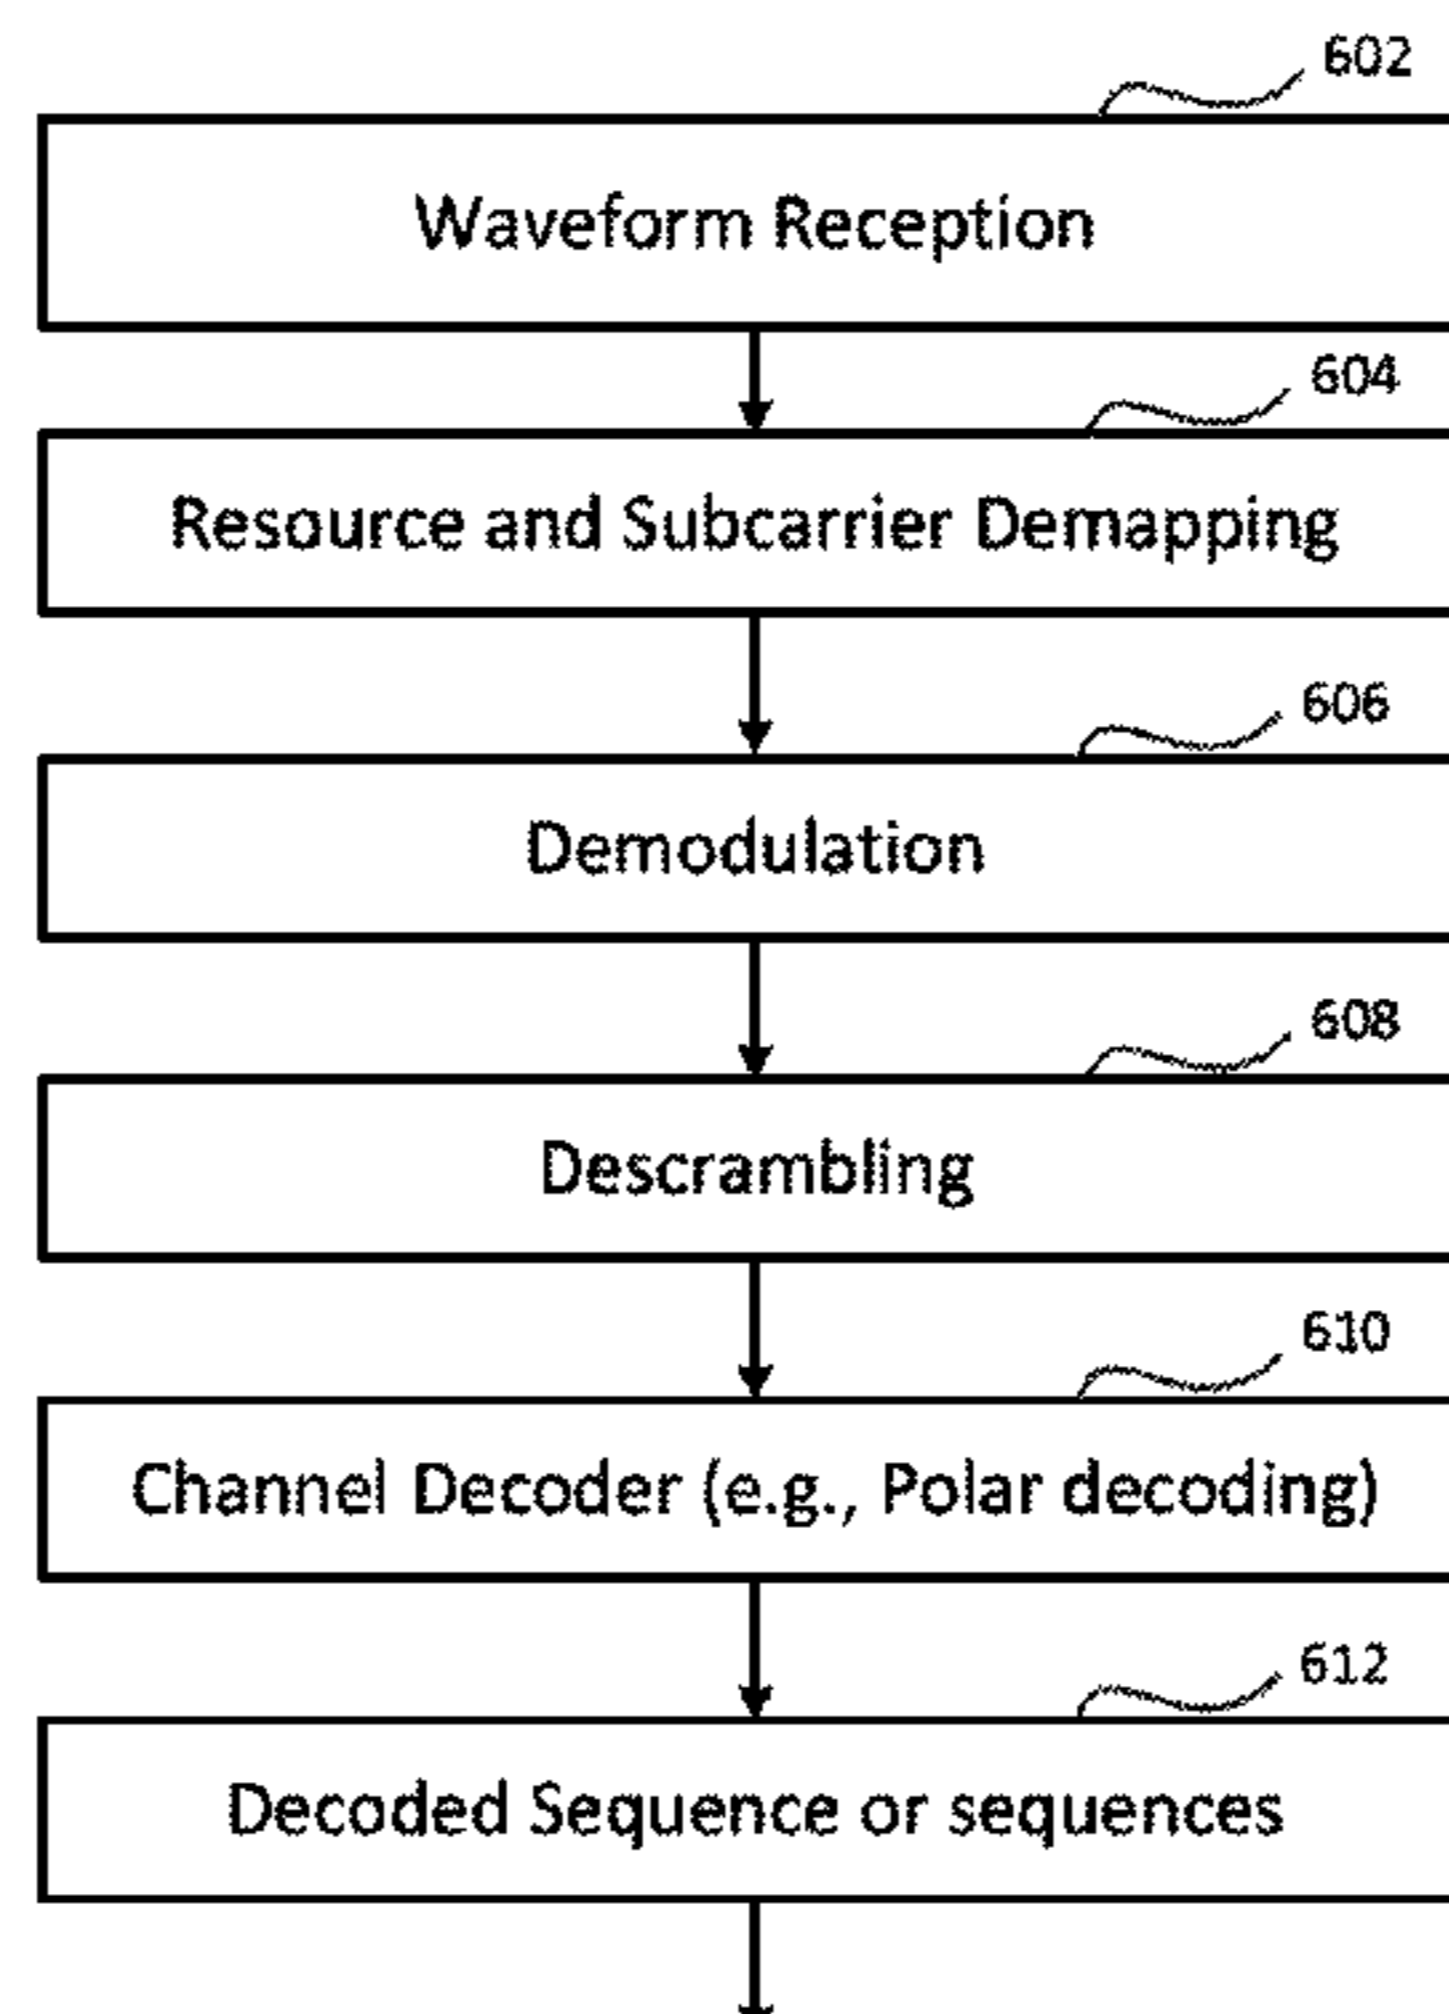 602
Waveform Reception
604
Resource and Subcarrier Demapping
606
Demodulation
608
Descrambling
610
Channel Decoder (e.g., Polar decoding)
612
Decoded Sequence or sequences